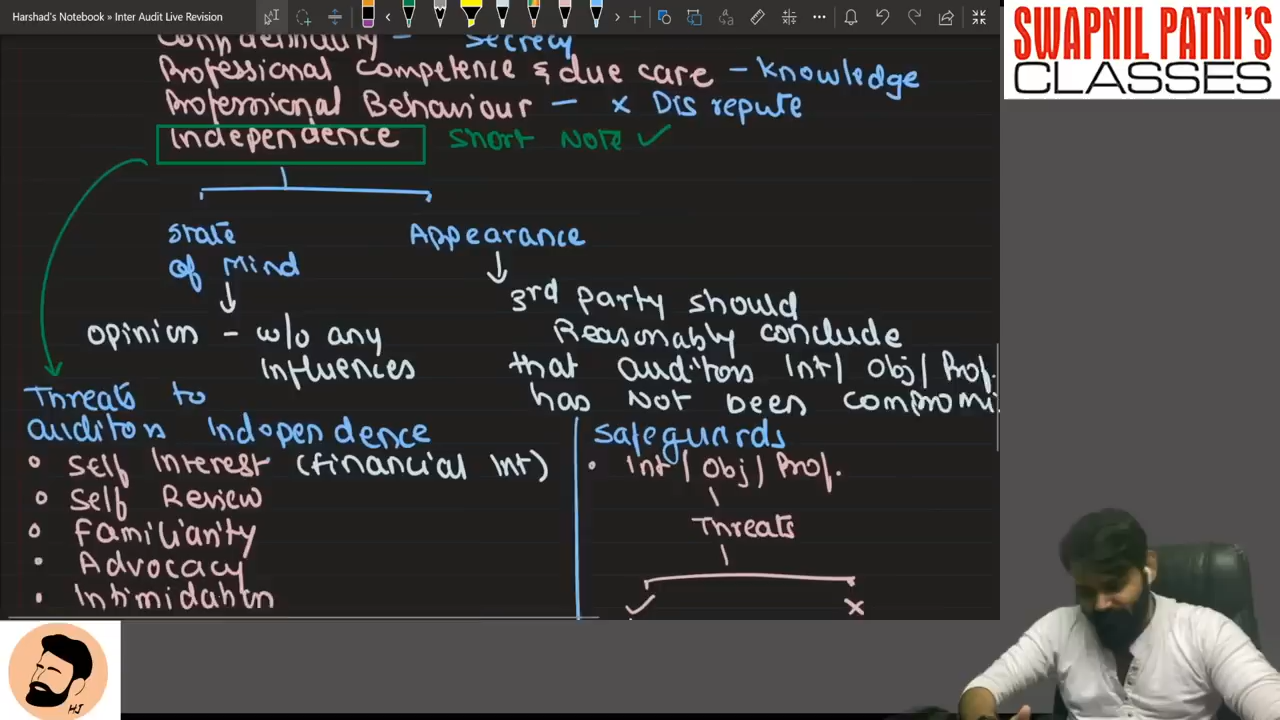 Harshad's Notebook » Inter Audit Live Revision
SWAPNIL PATNI'S
CLASSES
Confidentiality - Secrecy
Professional Competence & due care - Knowledge
Professional Behaviour - x Disrepute
Independence Short Note ✓
State
of Mind
Appearance
opinion - w/o any
influences
3rd party should
Reasonably conclude
that auditors Int/ Obj/ Prof.
has Not been compromi
Threats to
auditors Independence
• Self Interest (financial Int)
• Self Review
• Familiarity
• Advocacy
• Intimidation
Safeguards
• Int / Obj / Prof.
Threats
✓ x
HJ